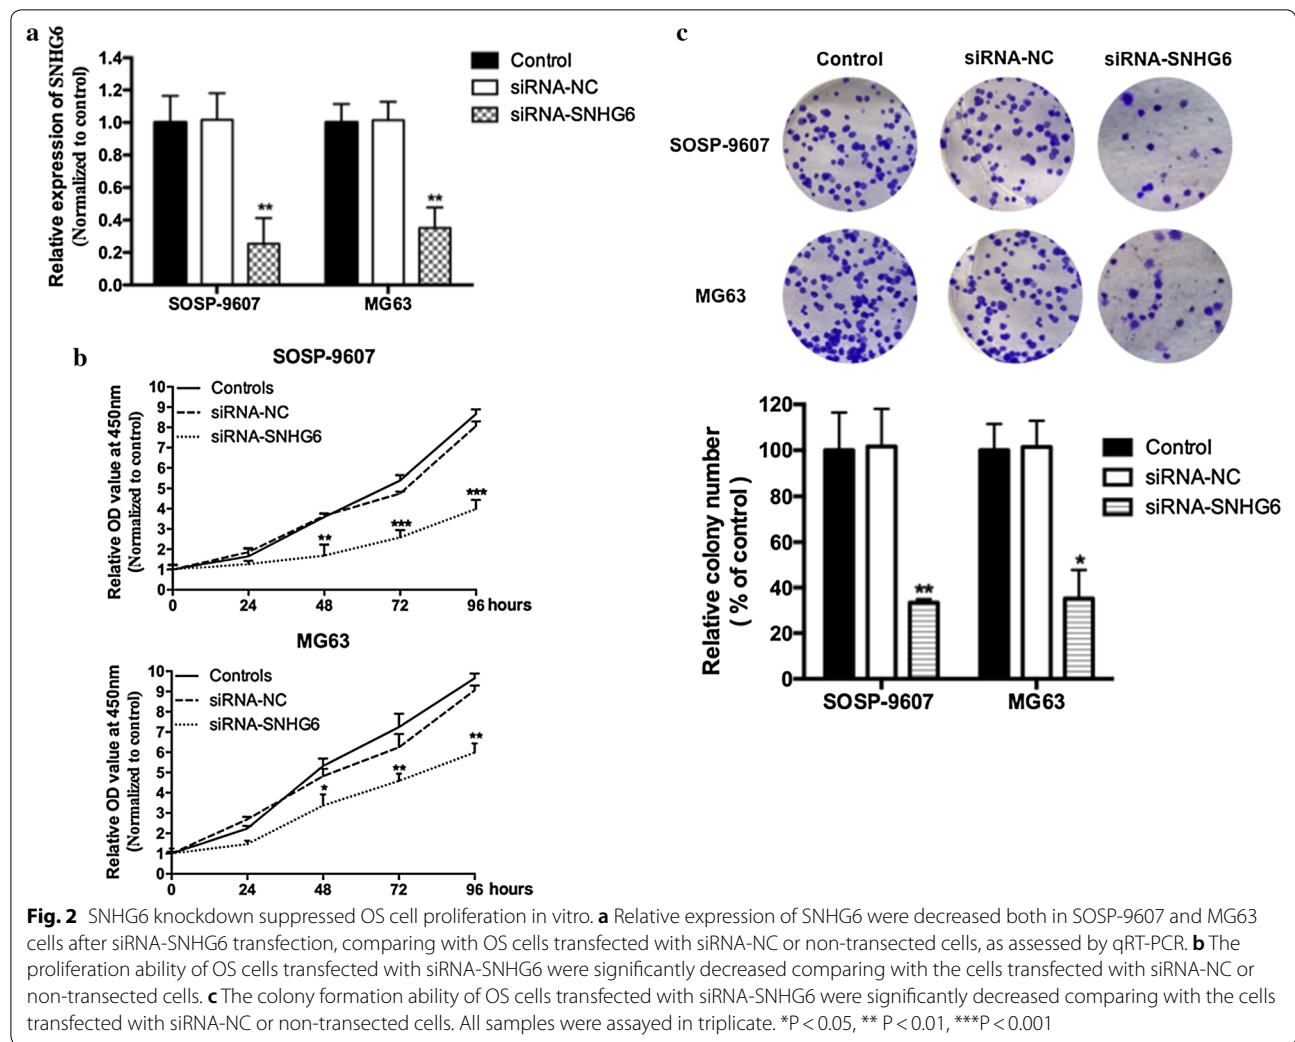 a
Relative expression of SNHG6
(Normalized to control)
1.4
1.2
1.0
0.8
0.6
0.4
0.2
0.0
**
**
SOSP-9607
MG63
Control
siRNA-NC
siRNA-SNHG6
b
SOSP-9607
Relative OD value at 450nm
(Normalized to control)
10
9
8
7
6
5
4
3
2
1
0
Controls
siRNA-NC
siRNA-SNHG6
**
***
***
0 24 48 72 96 hours
MG63
Relative OD value at 450nm
(Normalized to control)
10
9
8
7
6
5
4
3
2
1
0
Controls
siRNA-NC
siRNA-SNHG6
*
**
**
0 24 48 72 96 hours
c
Control siRNA-NC siRNA-SNHG6
SOSP-9607
MG63
Relative colony number
( % of control )
120
100
80
60
40
20
0
**
*
SOSP-9607
MG63
Control
siRNA-NC
siRNA-SNHG6
Fig. 2 SNHG6 knockdown suppressed OS cell proliferation in vitro. a Relative expression of SNHG6 were decreased both in SOSP-9607 and MG63
cells after siRNA-SNHG6 transfection, comparing with OS cells transfected with siRNA-NC or non-transected cells, as assessed by qRT-PCR. b The
proliferation ability of OS cells transfected with siRNA-SNHG6 were significantly decreased comparing with the cells transfected with siRNA-NC or
non-transected cells. c The colony formation ability of OS cells transfected with siRNA-SNHG6 were significantly decreased comparing with the cells
transfected with siRNA-NC or non-transected cells. All samples were assayed in triplicate. *P < 0.05, ** P < 0.01, ***P < 0.001